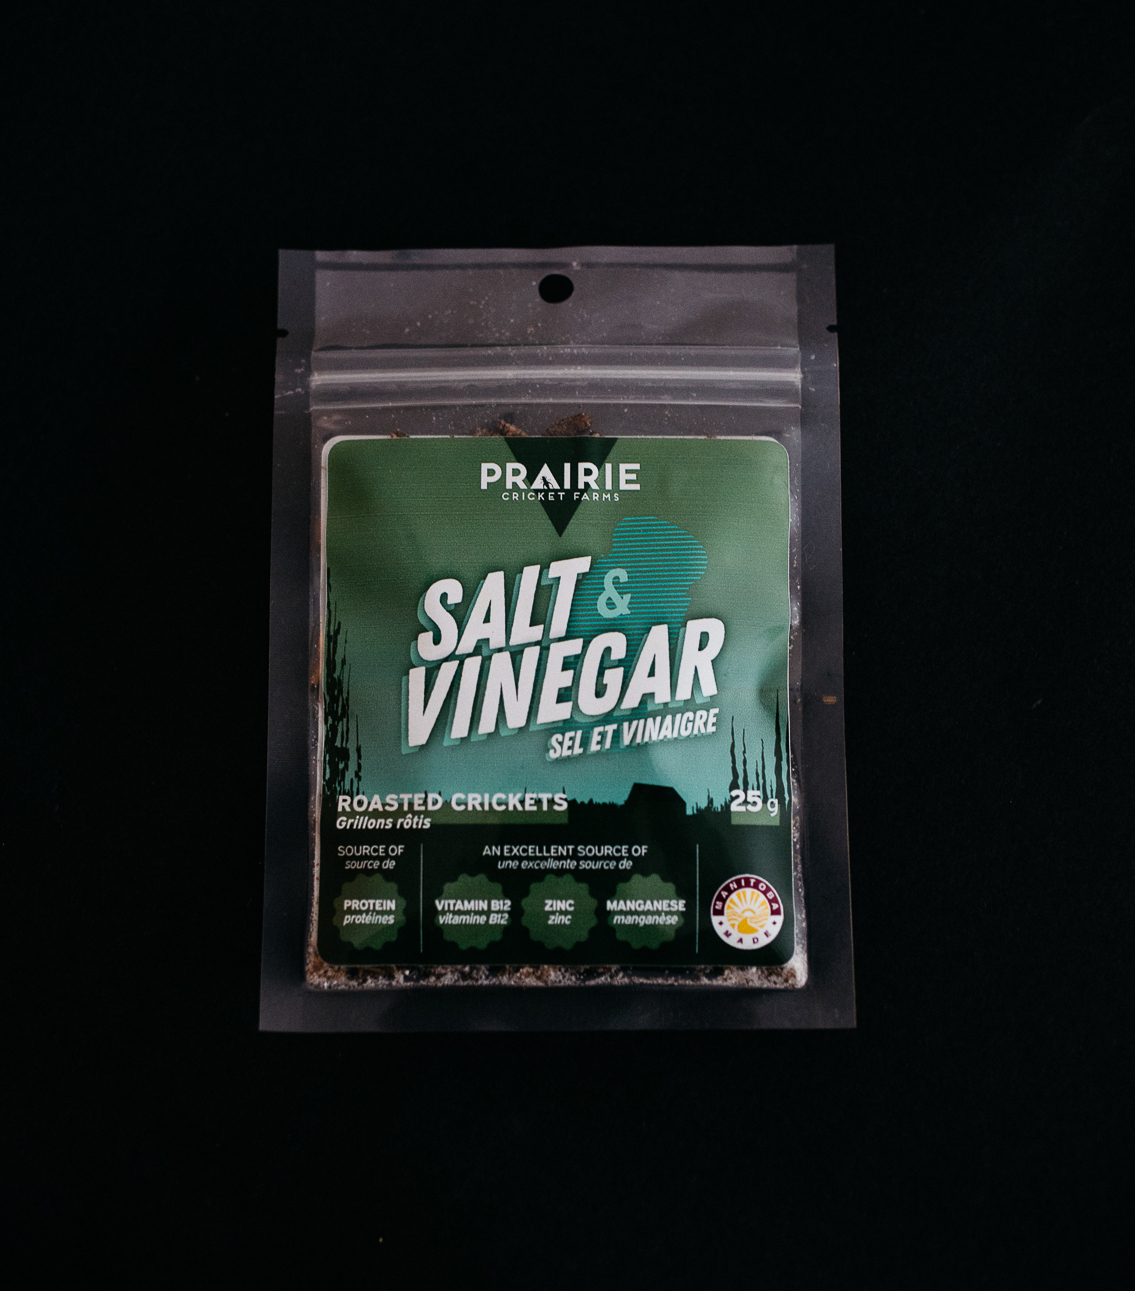 PRAIRIE
CRICKET FARMS
SALT &
VINEGAR
SEL ET VINAIGRE
ROASTED CRICKETS
Grillons rôtis
25 g
SOURCE OF
source de
PROTEIN
protéines
AN EXCELLENT SOURCE OF
une excellente source de
VITAMIN B12
vitamine B12
ZINC
zinc
MANGANESE
manganèse
MANITOBA
MADE